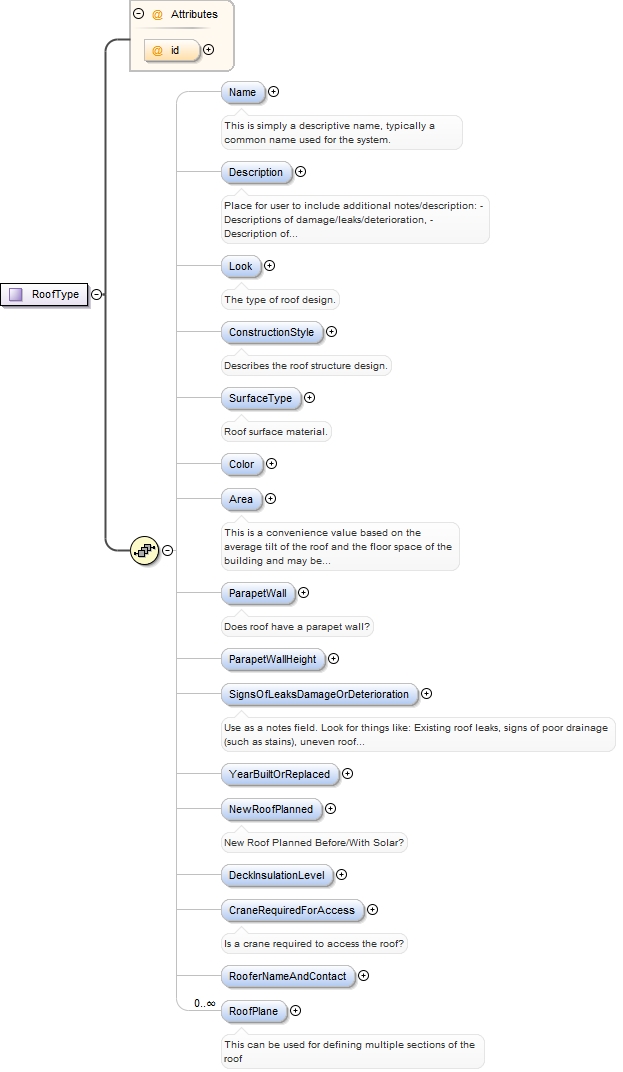 @ Attributes
@ id
Name
This is simply a descriptive name, typically a
common name used for the system.
Description
Place for user to include additional notes/description: -
Descriptions of damage/leaks/deterioration, -
Description of...
Look
The type of roof design.
RoofType
ConstructionStyle
Describes the roof structure design.
SurfaceType
Roof surface material.
Color
Area
This is a convenience value based on the
average tilt of the roof and the floor space of the
building and may be...
ParapetWall
Does roof have a parapet wall?
ParapetWallHeight
SignsOfLeaksDamageOrDeterioration
Use as a notes field. Look for things like: Existing roof leaks, signs of poor drainage
(such as stains), uneven roof...
YearBuiltOrReplaced
NewRoofPlanned
New Roof Planned Before/With Solar?
DeckInsulationLevel
CraneRequiredForAccess
Is a crane required to access the roof?
RooferNameAndContact
0..∞
RoofPlane
This can be used for defining multiple sections of the
roof